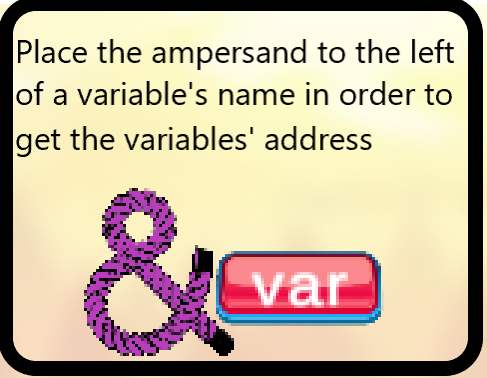 Place the ampersand to the left
of a variable's name in order to
get the variables' address
& var